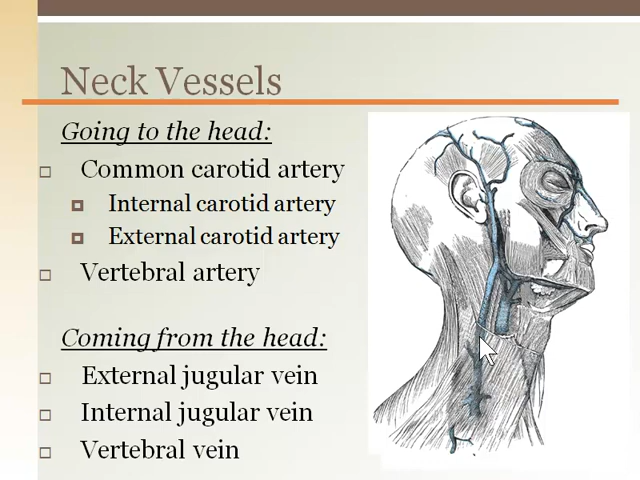 Neck Vessels
Going to the head:
Common carotid artery
Internal carotid artery
External carotid artery
Vertebral artery
Coming from the head:
External jugular vein
Internal jugular vein
Vertebral vein